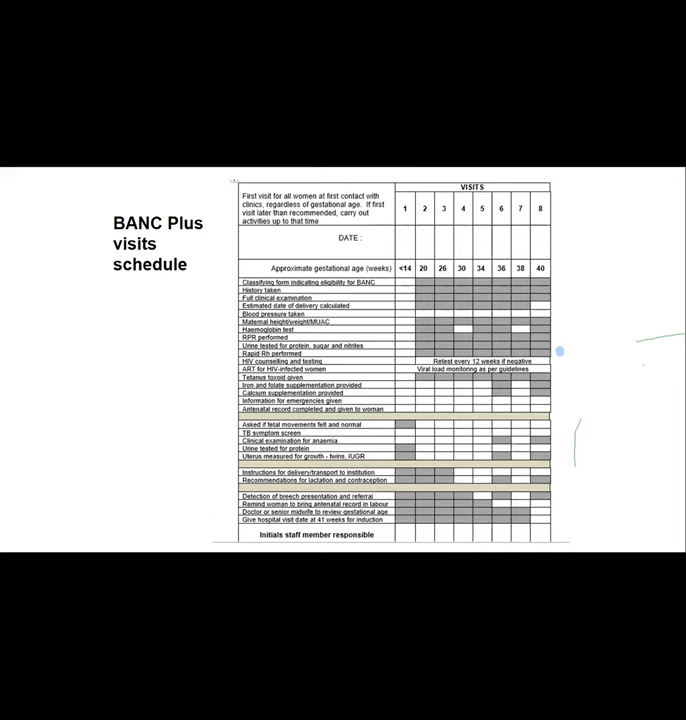 BANC Plus
visits
schedule
VISITS
First visit for all women at first contact with
clinics, regardless of gestational age. If first
visit later than recommended, carry out
activities up to that time
1 2 3 4 5 6 7 8
DATE :
Approximate gestational age (weeks) <14 20 26 30 34 36 38 40
Classifying form indicating eligibility for BANC
History taken
Full clinical examination
Estimated date of delivery calculated
Blood pressure taken
Maternal height/weight/MUAC
Haemoglobin test
RPR performed
Urine tested for protein, sugar and nitrites
Rapid Rh performed
HIV counselling and testing Retest every 12 weeks if negative
ART for HIV-infected women Viral load monitoring as per guidelines
Tetanus toxoid given
Iron and folate supplementation provided
Calcium supplementation provided
Information for emergencies given
Antenatal record completed and given to woman
Asked if fetal movements felt and normal
TB symptom screen
Clinical examination for anaemia
Urine tested for protein
Uterus measured for growth - twins, IUGR
Instructions for delivery/transport to institution
Recommendations for lactation and contraception
Detection of breech presentation and referral
Remind woman to bring antenatal record in labour
Doctor or senior midwife to review gestational age
Give hospital visit date at 41 weeks for induction
Initials staff member responsible